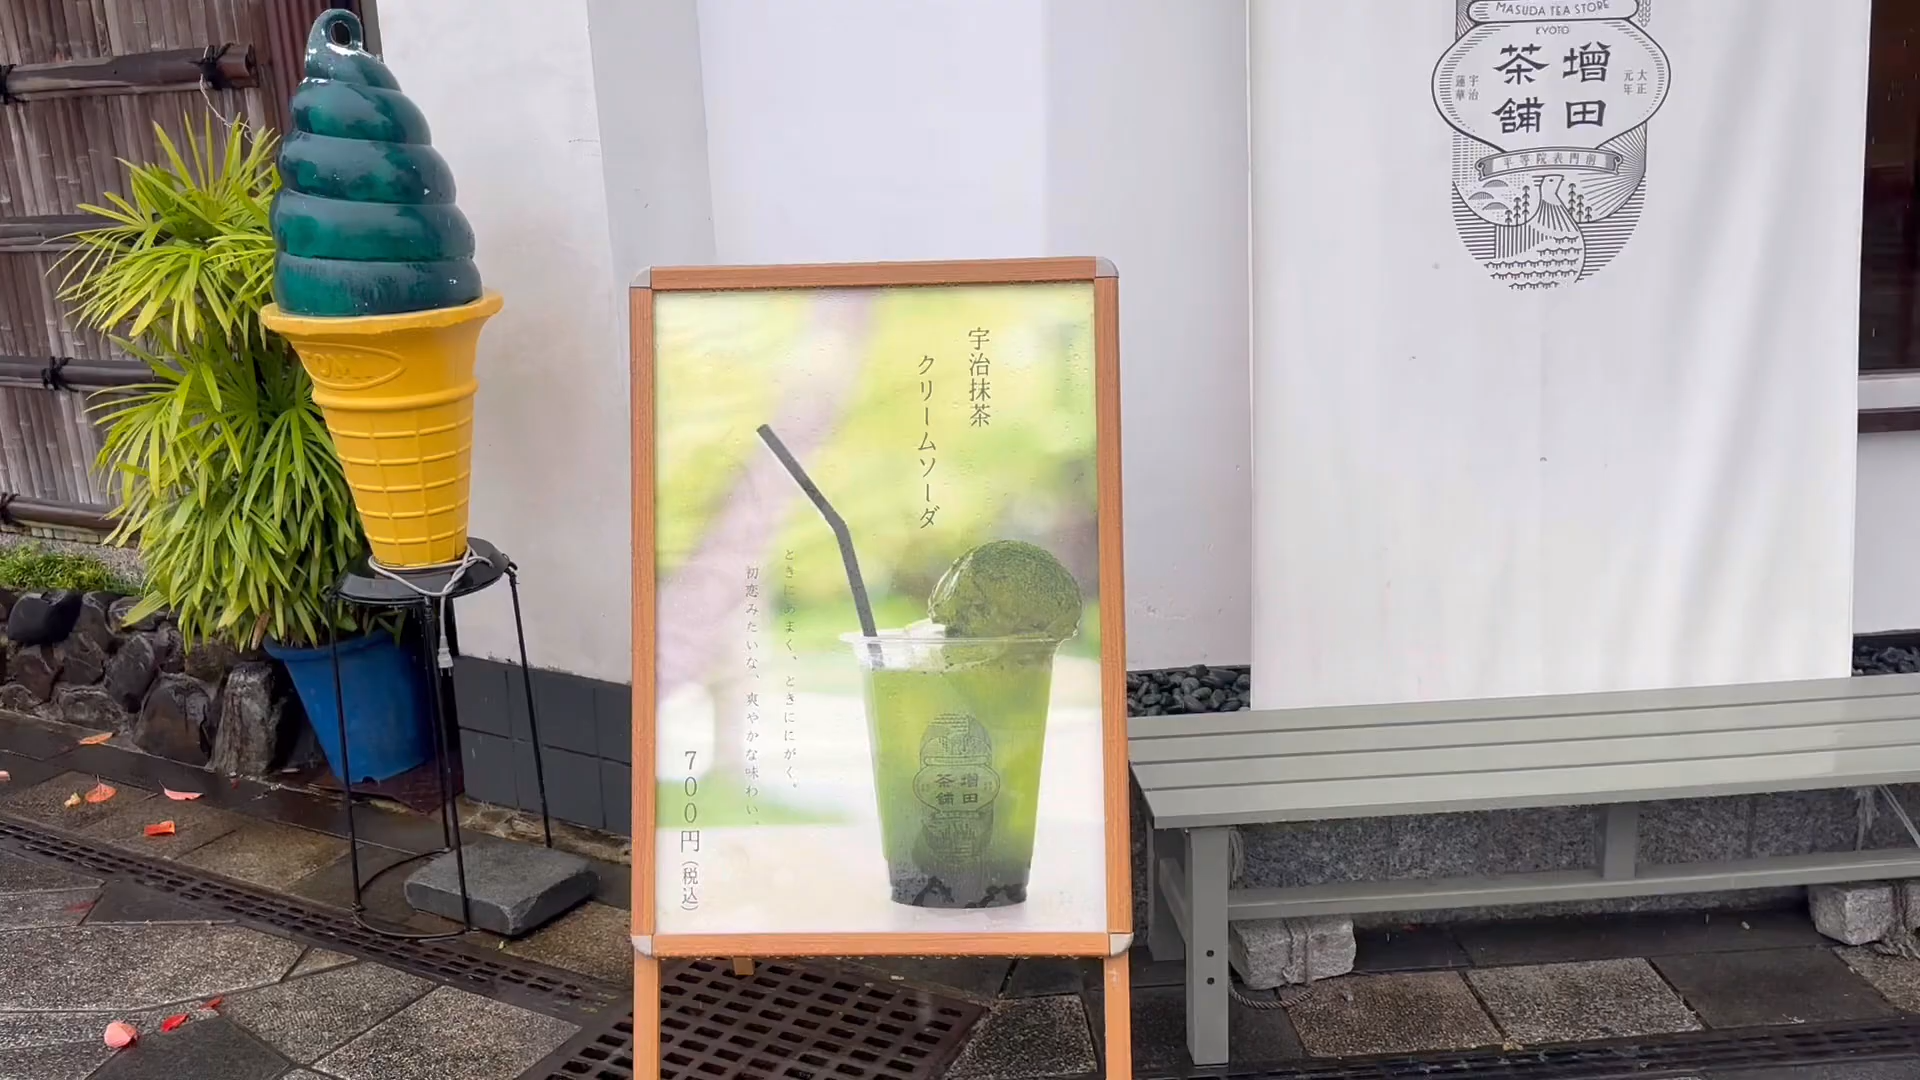 MASUDA TEA STORE
KYOTO
増田
茶舗
大正
元年
宇治
蓮華
平等院表門前
宇治抹茶
クリームソーダ
ときにあまく、ときににがく。
初恋みたいな、爽やかな味わい。
700円(税込)
増田
茶舗